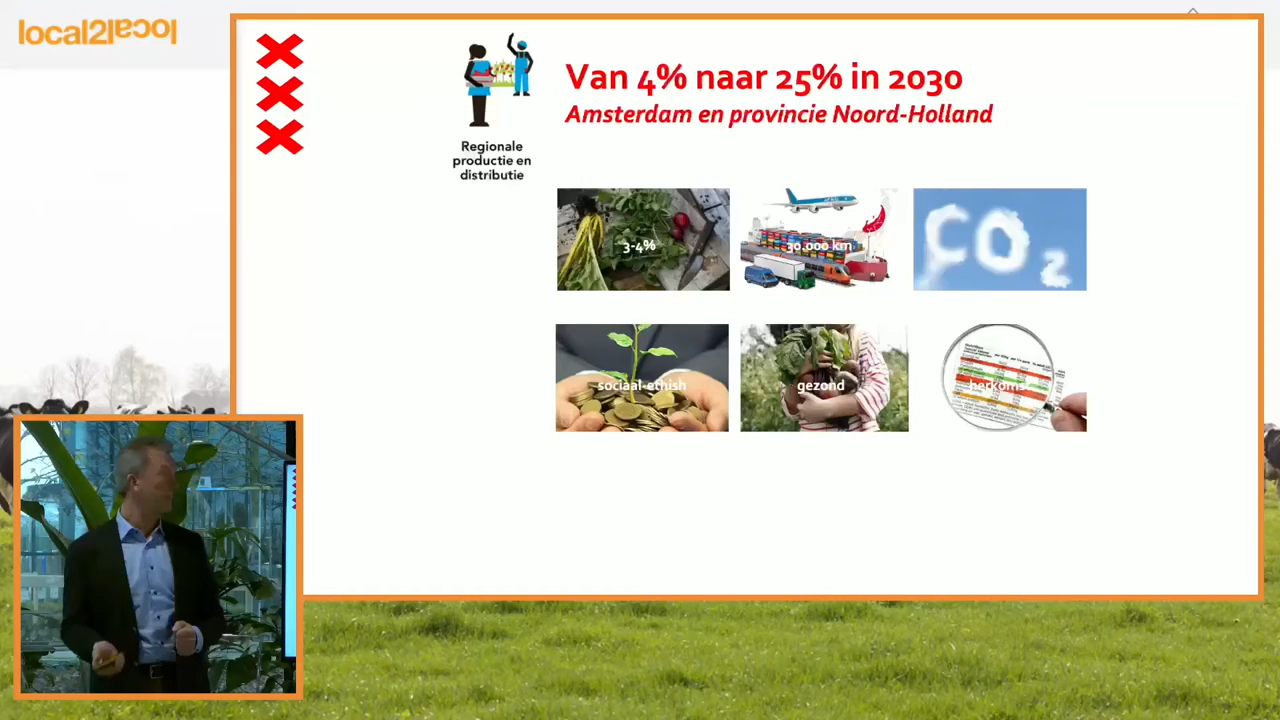 local2local
Van 4% naar 25% in 2030
Amsterdam en provincie Noord-Holland
Regionale
productie en
distributie
3-4%
30.000 km
CO2
sociaal-ethish
gezond
herkomst